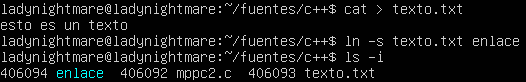 ladynightmare@ladynightmare:~/fuentes/c++$ cat > texto.txt
esto es un texto
ladynightmare@ladynightmare:~/fuentes/c++$ ln -s texto.txt enlace
ladynightmare@ladynightmare:~/fuentes/c++$ ls -i
406094 enlace  406092 mppc2.c  406093 texto.txt